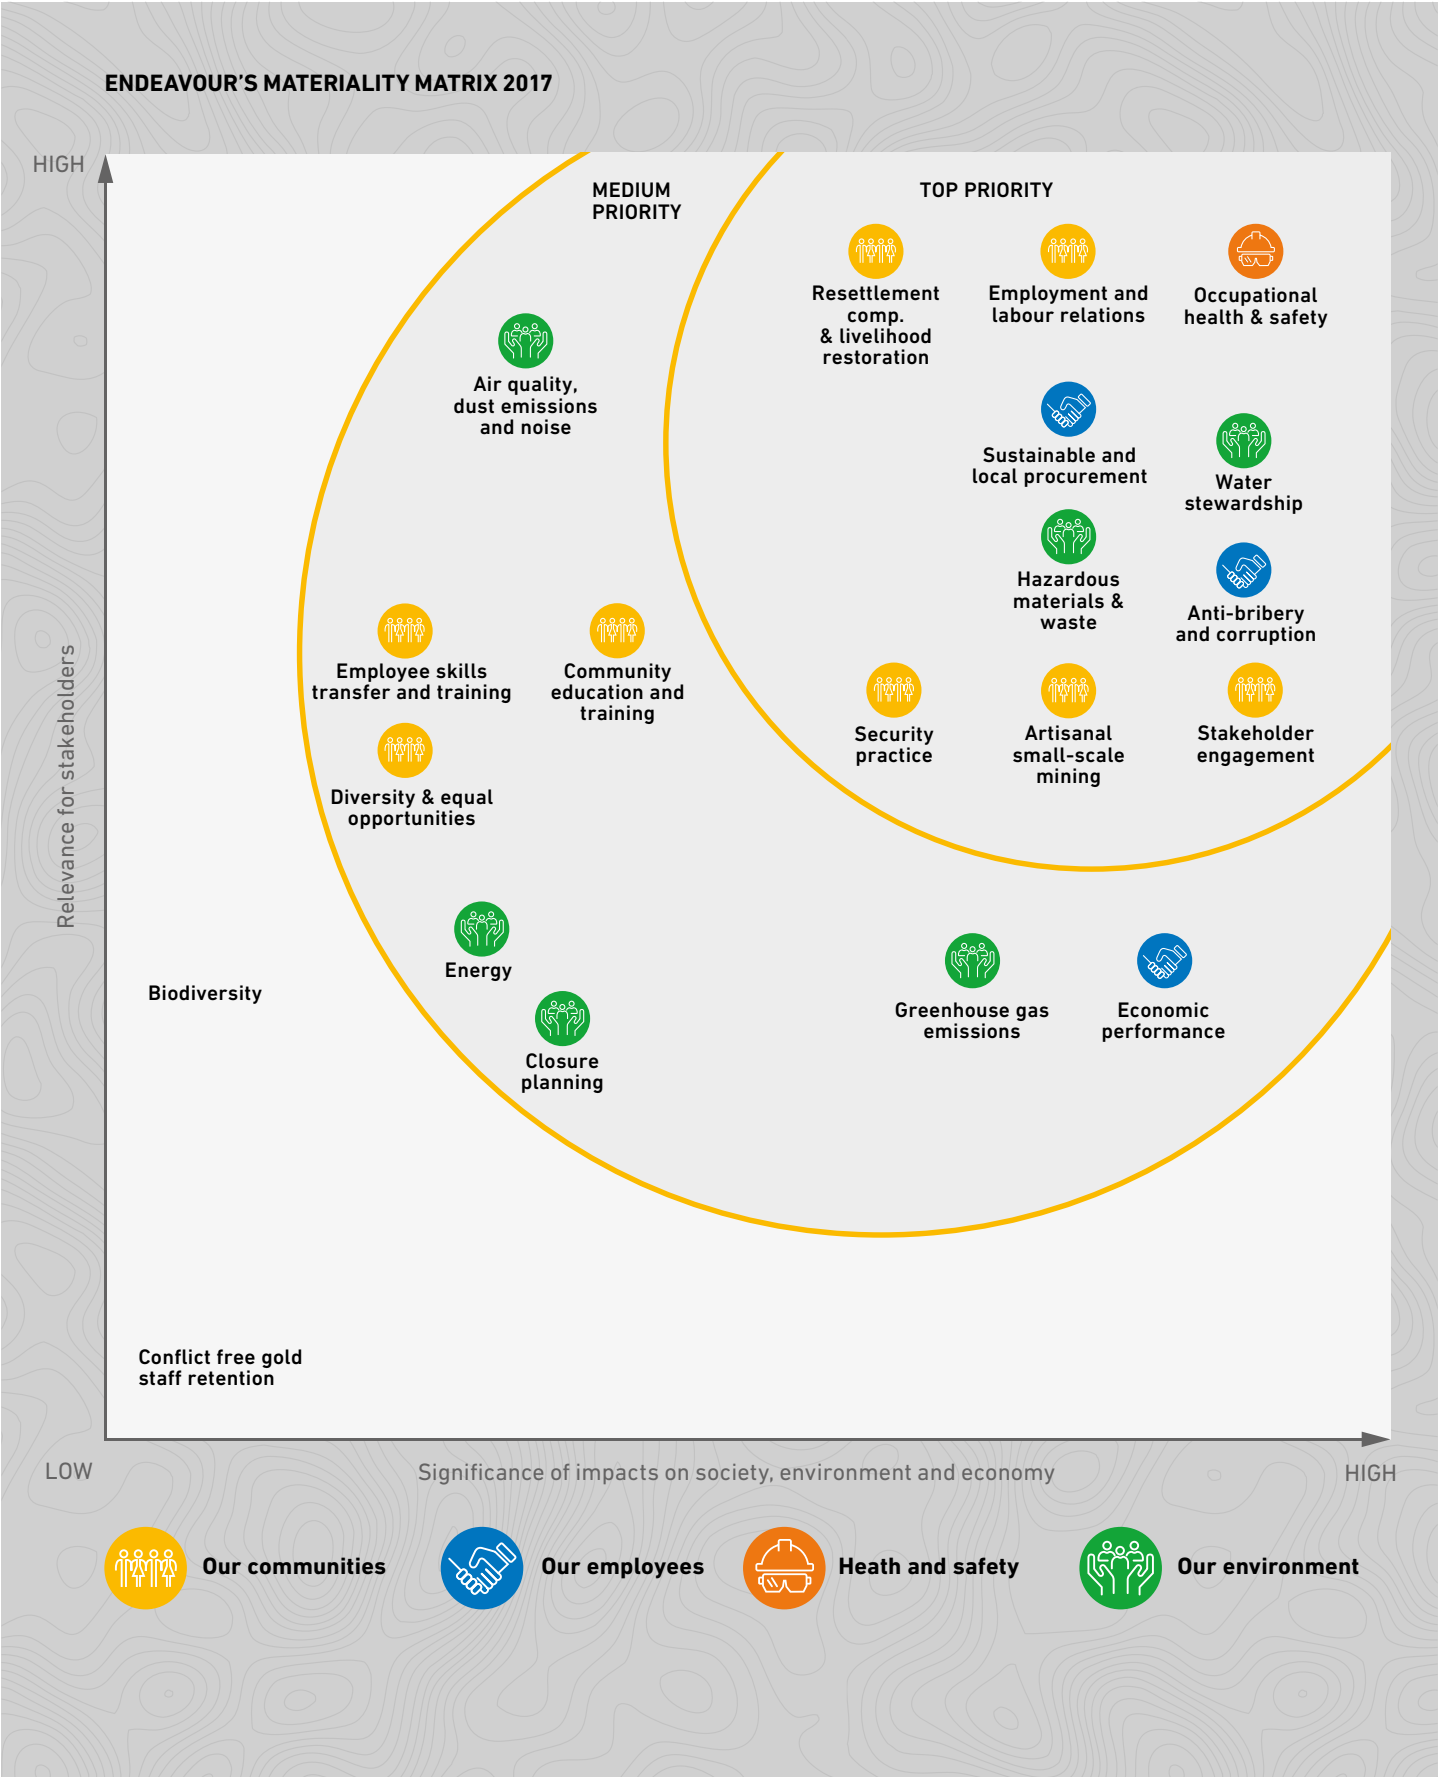 ENDEAVOUR'S MATERIALITY MATRIX 2017
HIGH
MEDIUM
PRIORITY
TOP PRIORITY
Resettlement
comp.
& livelihood
restoration
Employment and
labour relations
Occupational
health & safety
Air quality,
dust emissions
and noise
Sustainable and
local procurement
Water
stewardship
Hazardous
materials &
waste
Anti-bribery
and corruption
Employee skills
transfer and training
Community
education and
training
Security
practice
Artisanal
small-scale
mining
Stakeholder
engagement
Diversity & equal
opportunities
Relevance for stakeholders
Energy
Biodiversity
Closure
planning
Greenhouse gas
emissions
Economic
performance
Conflict free gold
staff retention
LOW
Significance of impacts on society, environment and economy
HIGH
Our communities
Our employees
Heath and safety
Our environment